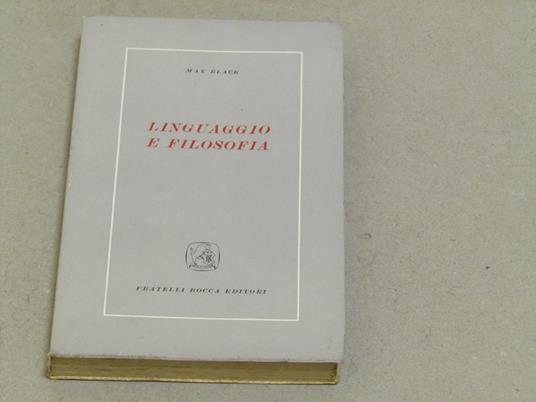 MAX BLACK
LINGUAGGIO
E FILOSOFIA
FRATELLI BOCCA EDITORI